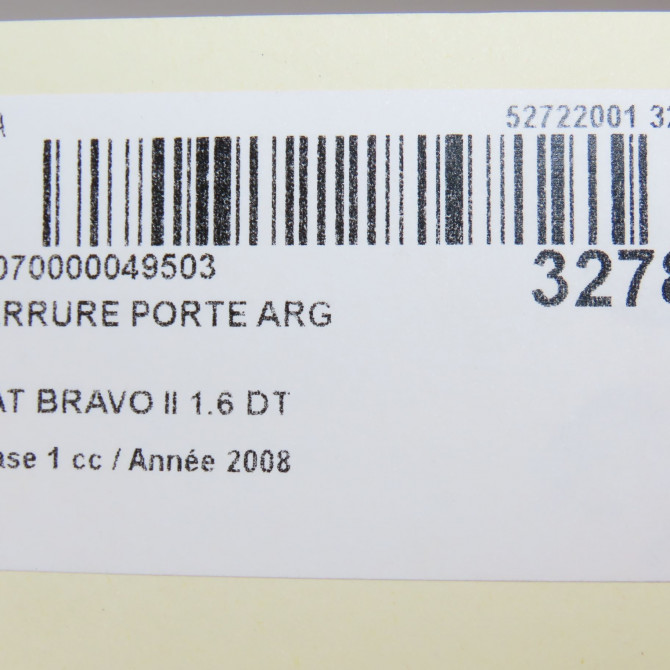 52722001 32
070000049503
3278
RRURE PORTE ARG
AT BRAVO II 1.6 DT
ase 1 cc / Année 2008